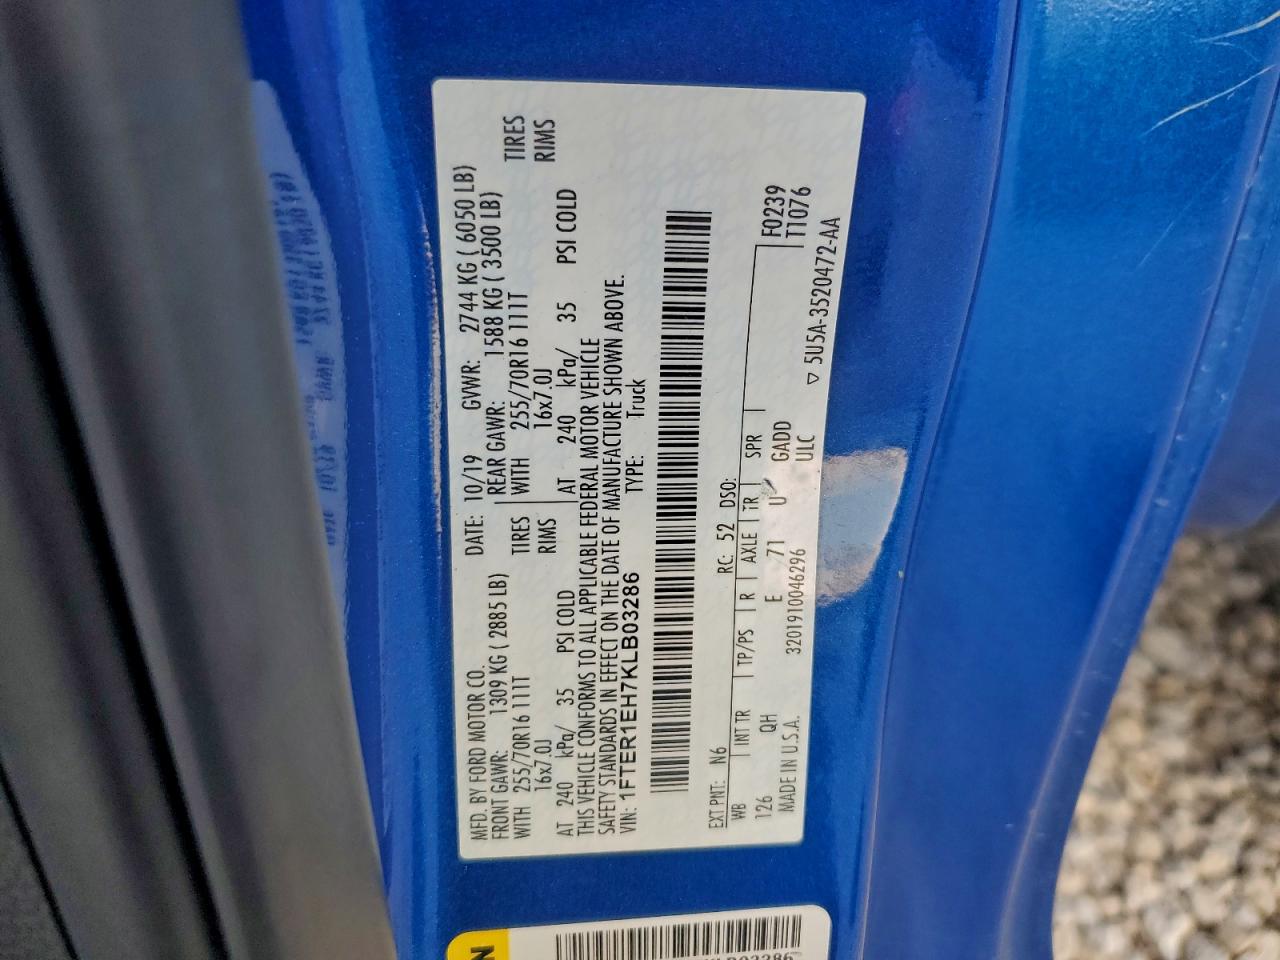 MFD. BY FORD MOTOR CO. DATE: 10/19 GVWR: 2744 KG ( 6050 LB)
FRONT GAWR: 1309 KG ( 2885 LB) REAR GAWR: 1588 KG ( 3500 LB)
WITH 255/70R16 111T TIRES WITH 255/70R16 111T TIRES
16x7.0J RIMS 16x7.0J RIMS
AT 240 kPa/ 35 PSI COLD AT 240 kPa/ 35 PSI COLD
THIS VEHICLE CONFORMS TO ALL APPLICABLE FEDERAL MOTOR VEHICLE
SAFETY STANDARDS IN EFFECT ON THE DATE OF MANUFACTURE SHOWN ABOVE.
VIN: 1FTER1EH7KLB03286 TYPE: Truck
EXT PNT: N6 RC: 52 DSO: F0239
WB INT TR TP/PS R AXLE TR SPR T1076
126 QH E 71 U GADD
MADE IN U.S.A. 3201910046296 ULC
▽ 5U5A-3520472-AA